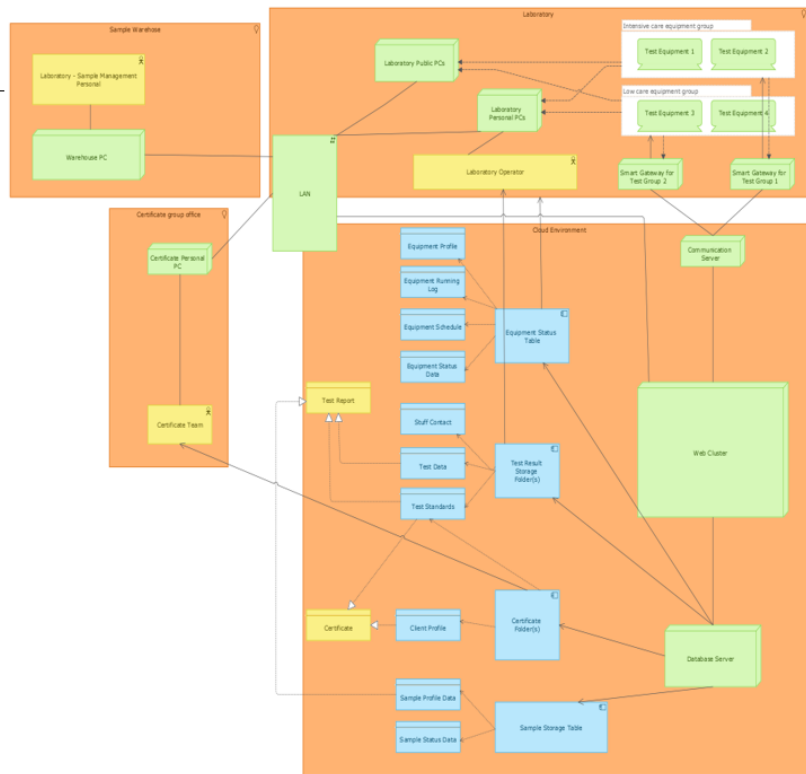 Sample Warehose
Laboratory - Sample Management
Personal
Warehouse PC
Laboratory
Laboratory Public PCs
Intensive care equipment group
Test Equipment 1
Test Equipment 2
Low care equipment group
Test Equipment 3
Test Equipment 4
Laboratory
Personal PCs
Laboratory Operator
Smart Gateway for
Test Group 2
Smart Gateway for
Test Group 1
LAN
Certificate group office
Certificate Personal
PC
Certificate Team
Cloud Environment
Communication
Server
Equipment Profile
Equipment Running
Log
Equipment Schedule
Equipment Status
Data
Equipment Status
Table
Test Report
Stuff Contact
Test Data
Test Standards
Test Result
Storage
Folder(s)
Web Cluster
Certificate
Client Profile
Certificate
Folder(s)
Database Server
Sample Profile Data
Sample Status Data
Sample Storage Table